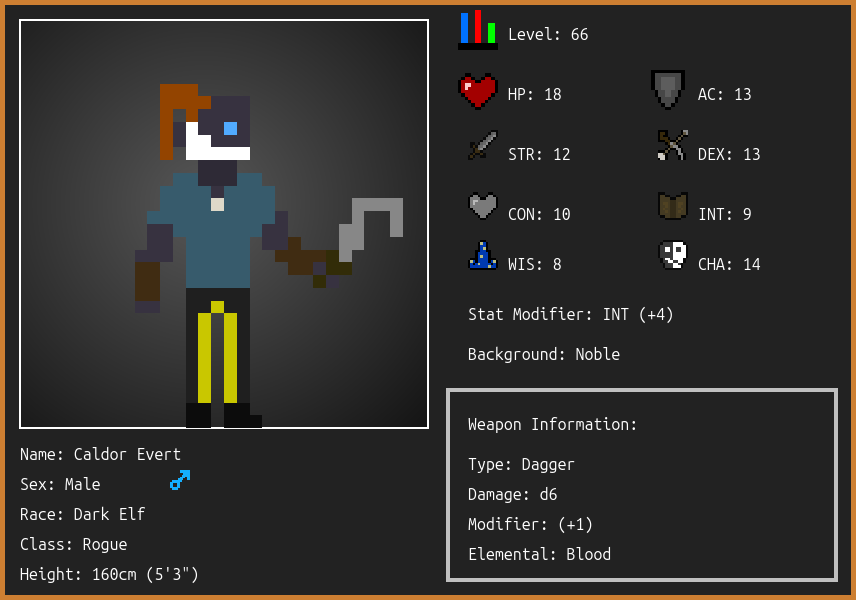 Level: 66
HP: 18
AC: 13
STR: 12
DEX: 13
CON: 10
INT: 9
WIS: 8
CHA: 14
Stat Modifier: INT (+4)
Background: Noble
Weapon Information:
Type: Dagger
Damage: d6
Modifier: (+1)
Elemental: Blood
Name: Caldor Evert
Sex: Male
Race: Dark Elf
Class: Rogue
Height: 160cm (5'3")